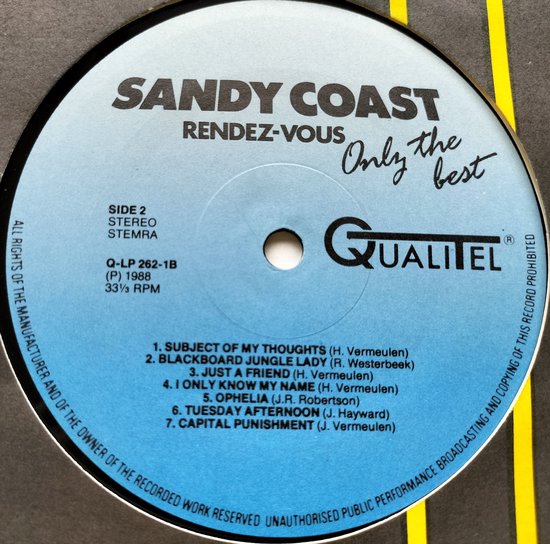 SANDY COAST
RENDEZ-VOUS
Only the
best
SIDE 2
STEREO
STEMRA
QUALITEL®
Q-LP 262-1B
(P) 1988
33⅓ RPM
1. SUBJECT OF MY THOUGHTS (H. Vermeulen)
2. BLACKBOARD JUNGLE LADY (R. Westerbeek)
3. JUST A FRIEND (H. Vermeulen)
4. I ONLY KNOW MY NAME (H. Vermeulen)
5. OPHELIA (J.R. Robertson)
6. TUESDAY AFTERNOON (J. Hayward)
7. CAPITAL PUNISHMENT (J. Vermeulen)
ALL RIGHTS OF THE MANUFACTURER AND OF THE OWNER OF THE RECORDED WORK RESERVED UNAUTHORISED PUBLIC PERFORMANCE BROADCASTING AND COPYING OF THIS RECORD PROHIBITED